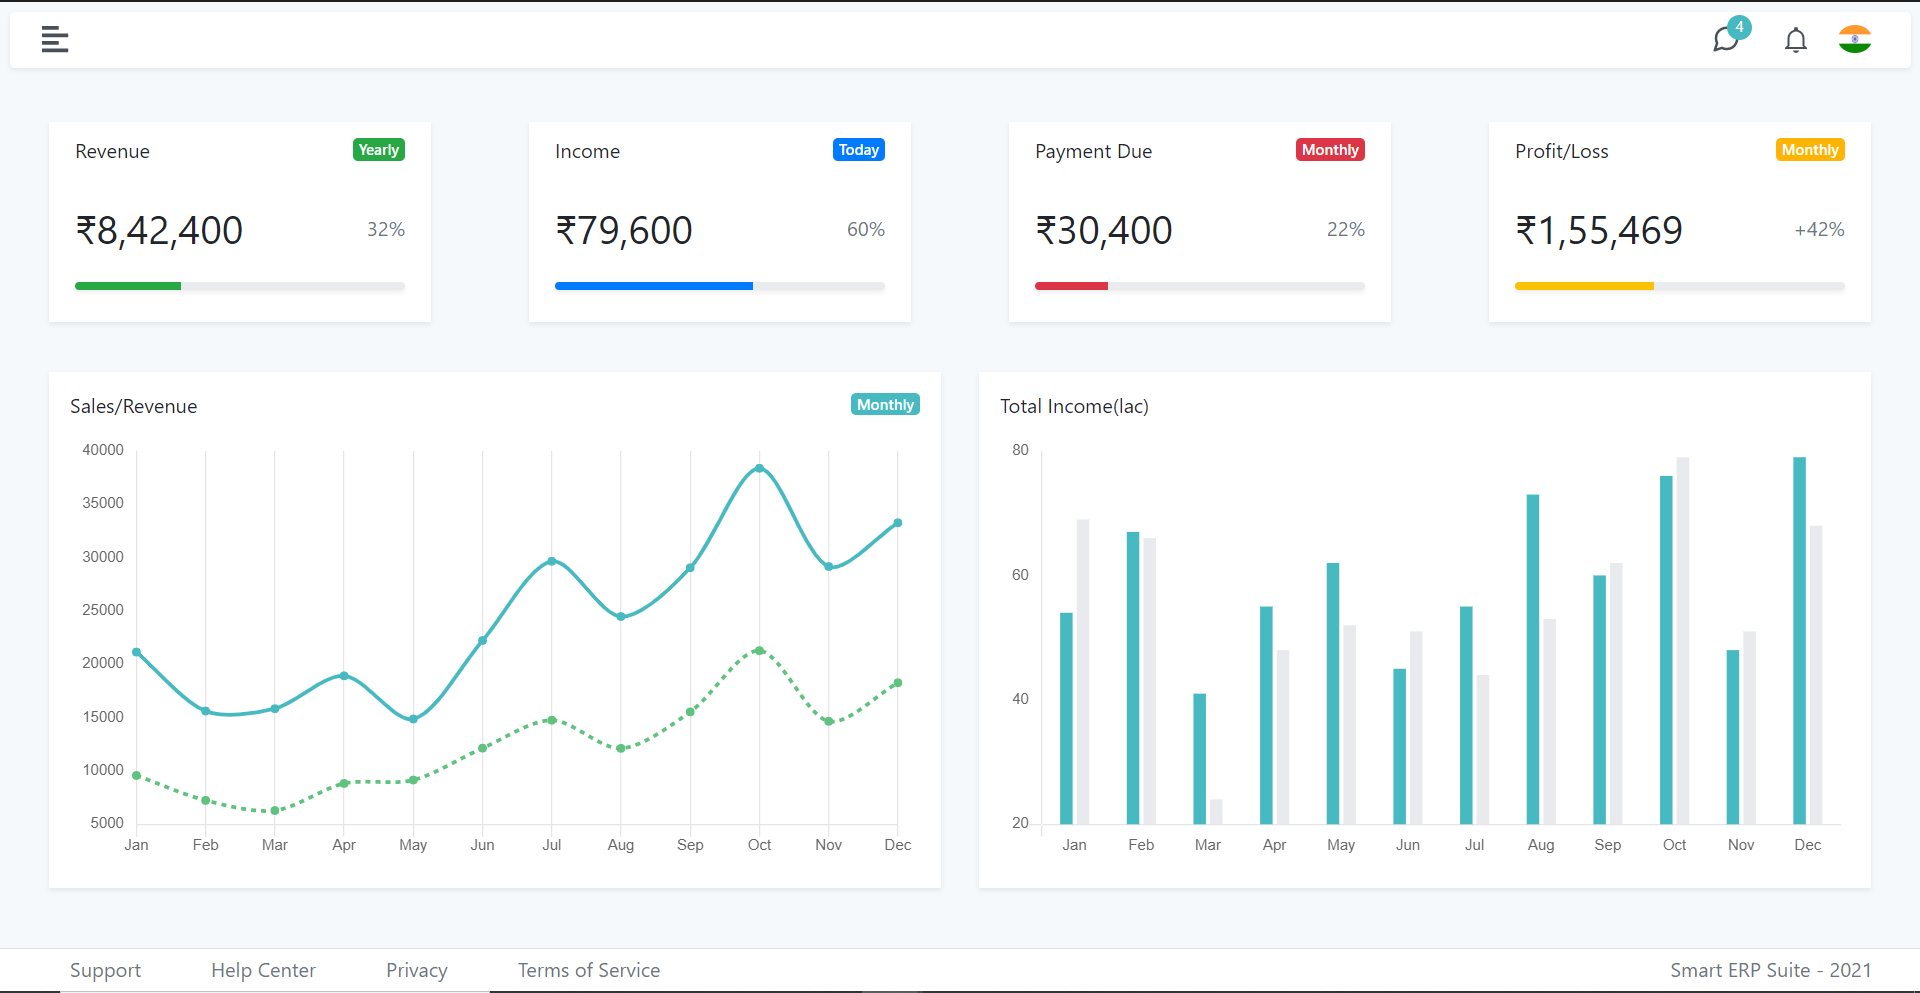 4
Revenue Yearly
₹8,42,400 32%
Income Today
₹79,600 60%
Payment Due Monthly
₹30,400 22%
Profit/Loss Monthly
₹1,55,469 +42%
Sales/Revenue Monthly
40000
35000
30000
25000
20000
15000
10000
5000
Jan Feb Mar Apr May Jun Jul Aug Sep Oct Nov Dec
Total Income(lac)
80
60
40
20
Jan Feb Mar Apr May Jun Jul Aug Sep Oct Nov Dec
Support Help Center Privacy Terms of Service Smart ERP Suite - 2021